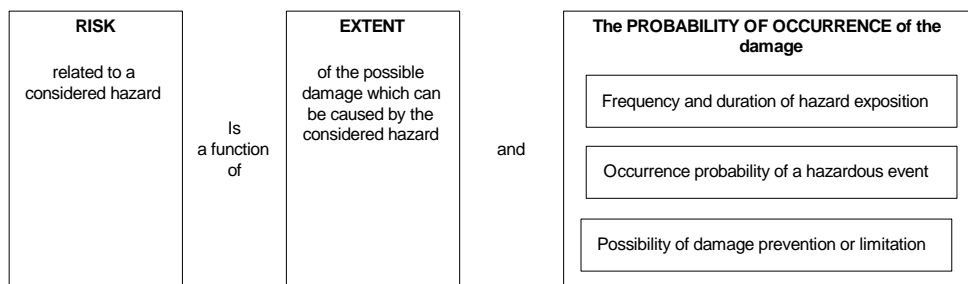 RISK
related to a
considered hazard
Is
a function
of
EXTENT
of the possible
damage which can
be caused by the
considered hazard
and
The PROBABILITY OF OCCURRENCE of the
damage
Frequency and duration of hazard exposition
Occurrence probability of a hazardous event
Possibility of damage prevention or limitation